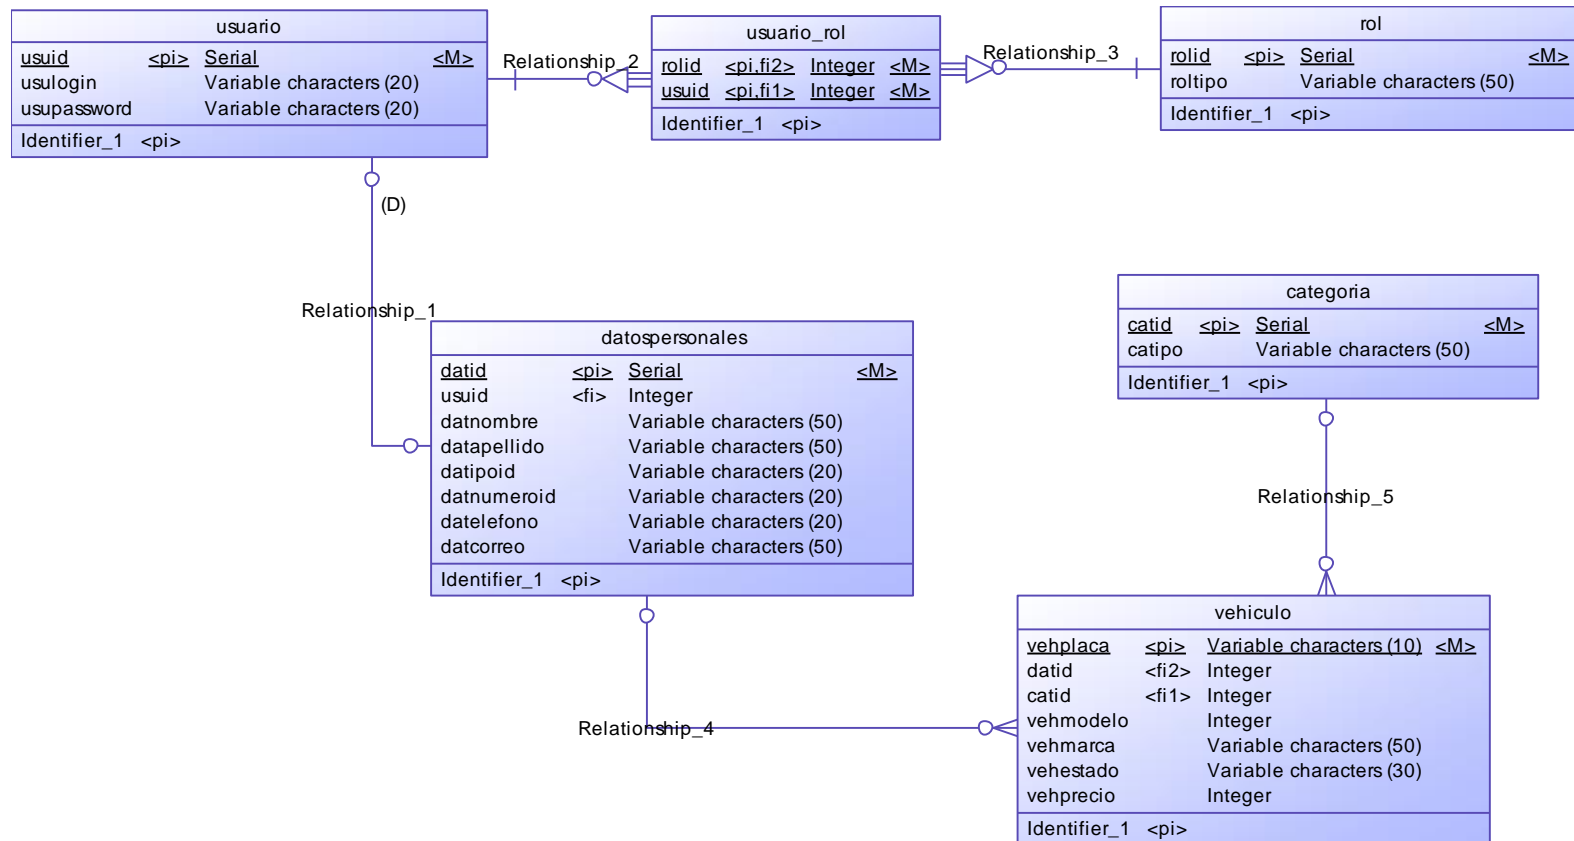 usuario
usuid <pi> Serial <M>
usulogin Variable characters (20)
usupassword Variable characters (20)
Identifier_1 <pi>
Relationship_2
usuario_rol
rolid <pi,fi2> Integer <M>
usuid <pi,fi1> Integer <M>
Identifier_1 <pi>
Relationship_3
rol
rolid <pi> Serial <M>
roltipo Variable characters (50)
Identifier_1 <pi>
(D)
Relationship_1
datospersonales
datid <pi> Serial <M>
usuid <fi> Integer
datnombre Variable characters (50)
datapellido Variable characters (50)
datipoid Variable characters (20)
datnumeroid Variable characters (20)
datelefono Variable characters (20)
datcorreo Variable characters (50)
Identifier_1 <pi>
categoria
catid <pi> Serial <M>
catipo Variable characters (50)
Identifier_1 <pi>
Relationship_5
Relationship_4
vehiculo
vehplaca <pi> Variable characters (10) <M>
datid <fi2> Integer
catid <fi1> Integer
vehmodelo Integer
vehmarca Variable characters (50)
vehestado Variable characters (30)
vehprecio Integer
Identifier_1 <pi>